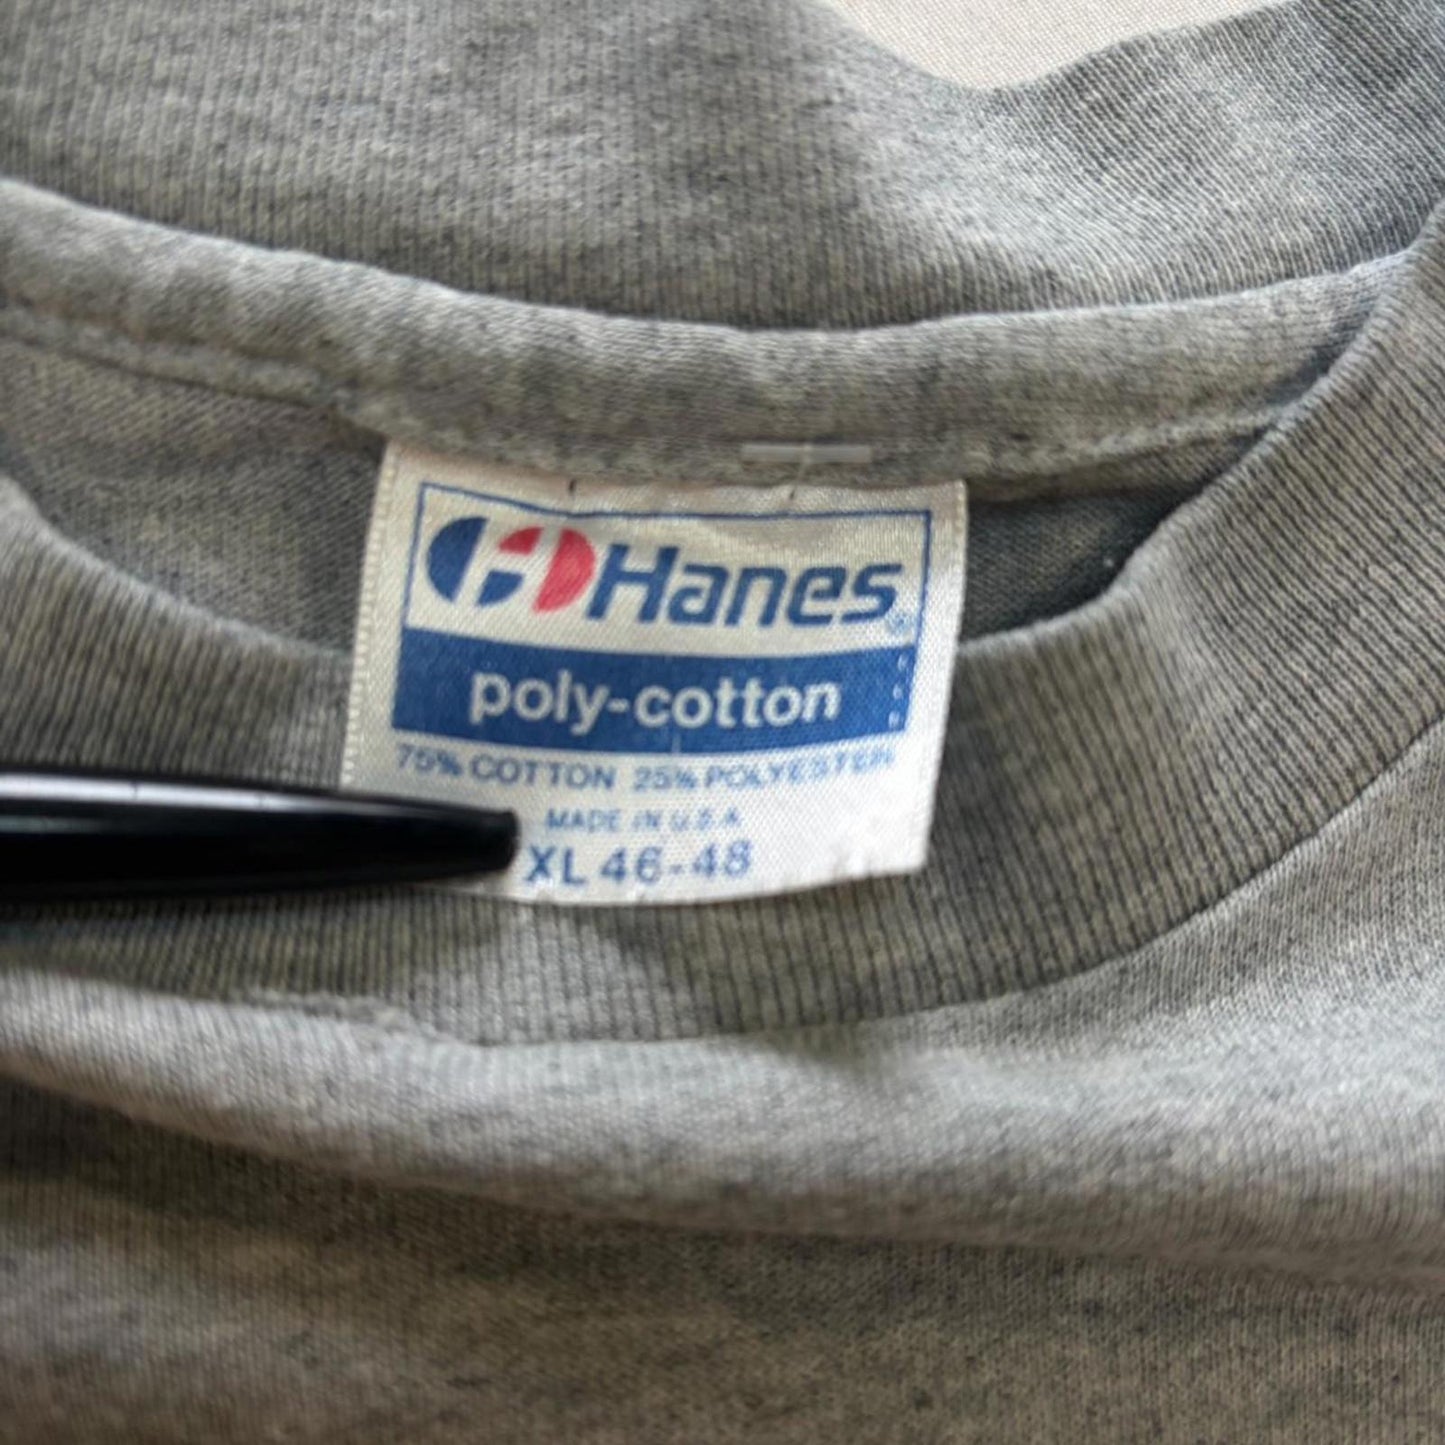 Hanes®
poly-cotton
75% COTTON 25% POLYESTER
MADE IN U.S.A
XL 46-48